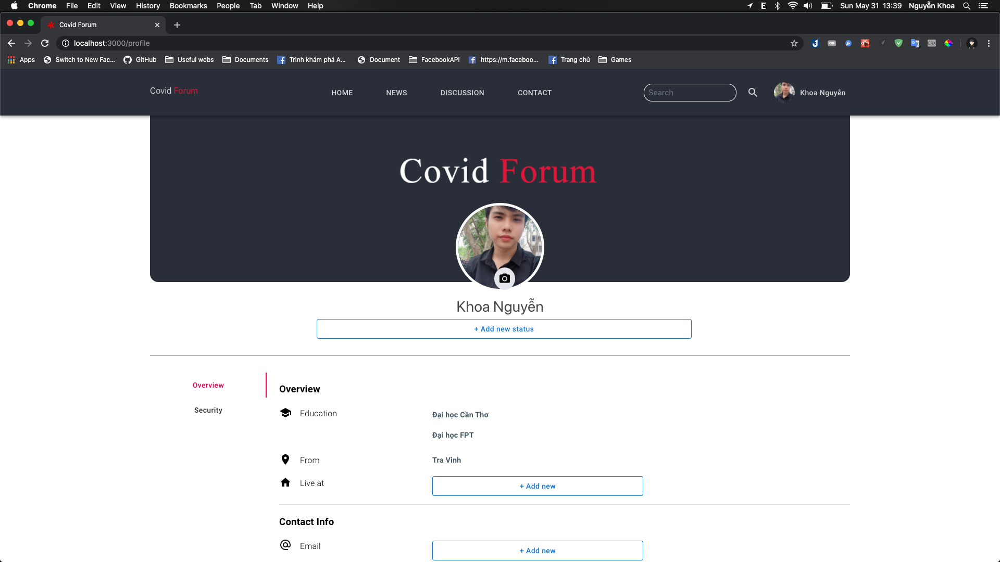 Chrome File Edit View History Bookmarks People Tab Window Help
E Sun May 31 13:39 Nguyễn Khoa
Covid Forum
localhost:3000/profile
CRX
Apps Switch to New Fac... GitHub Useful webs Documents Trình khám phá A... Document FacebookAPI https://m.faceboo... Trang chủ Games
Covid Forum HOME NEWS DISCUSSION CONTACT Search Khoa Nguyễn
Covid Forum
Khoa Nguyễn
+ Add new status
Overview
Security
Overview
Education Đại học Cần Thơ
Đại học FPT
From Tra Vinh
Live at + Add new
Contact Info
Email + Add new